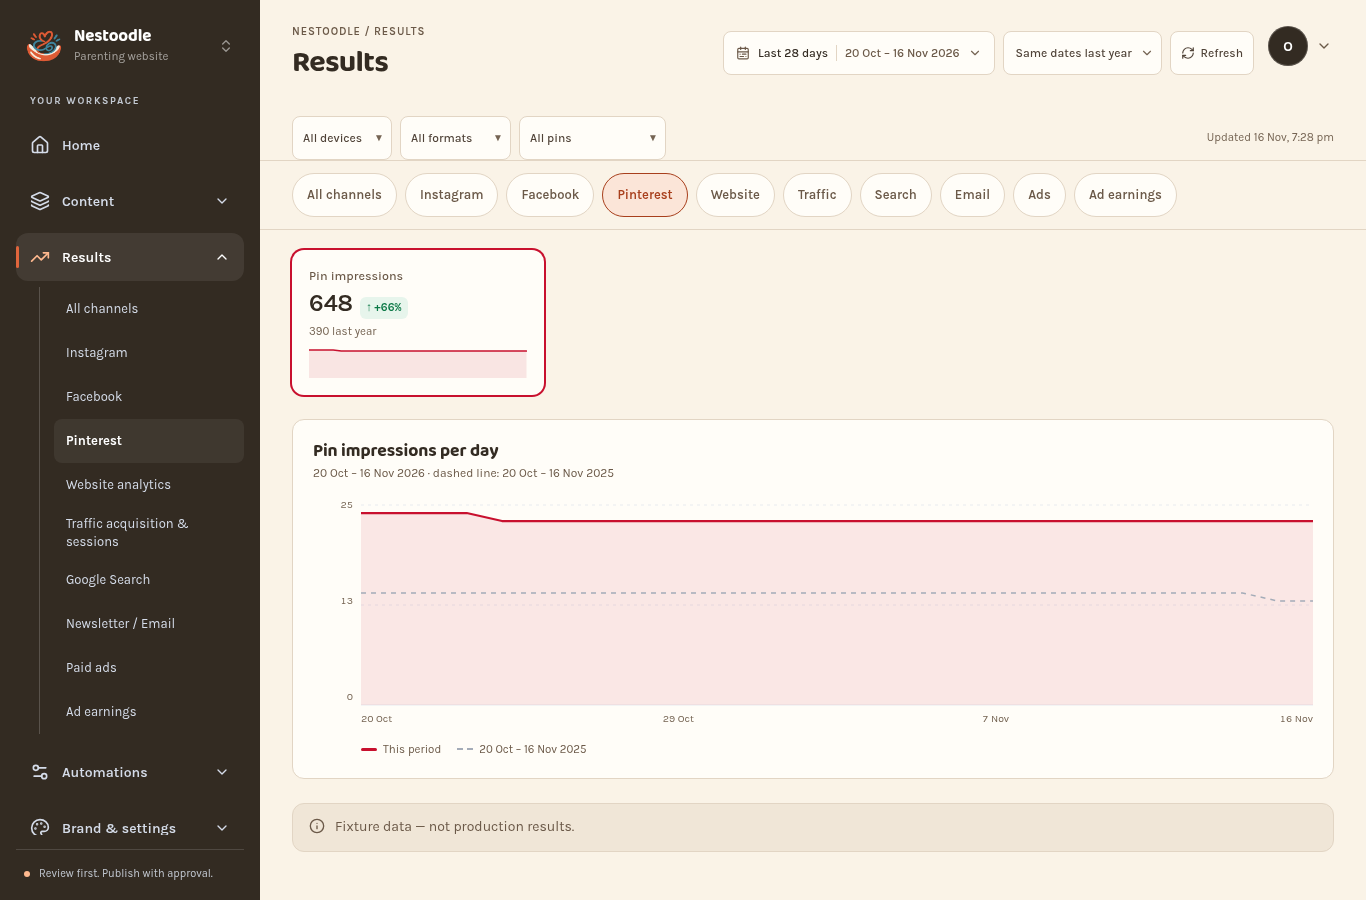 Nestoodle
Parenting website
YOUR WORKSPACE
Home
Content
Results
All channels
Instagram
Facebook
Pinterest
Website analytics
Traffic acquisition &
sessions
Google Search
Newsletter / Email
Paid ads
Ad earnings
Automations
Brand & settings
Review first. Publish with approval.
NESTOODLE / RESULTS
Results
Last 28 days 20 Oct – 16 Nov 2026
Same dates last year
Refresh
O
All devices
All formats
All pins
Updated 16 Nov, 7:28 pm
All channels
Instagram
Facebook
Pinterest
Website
Traffic
Search
Email
Ads
Ad earnings
Pin impressions
648 ↑ +66%
390 last year
Pin impressions per day
20 Oct – 16 Nov 2026 · dashed line: 20 Oct – 16 Nov 2025
25
13
0
20 Oct 29 Oct 7 Nov 16 Nov
This period 20 Oct – 16 Nov 2025
Fixture data — not production results.